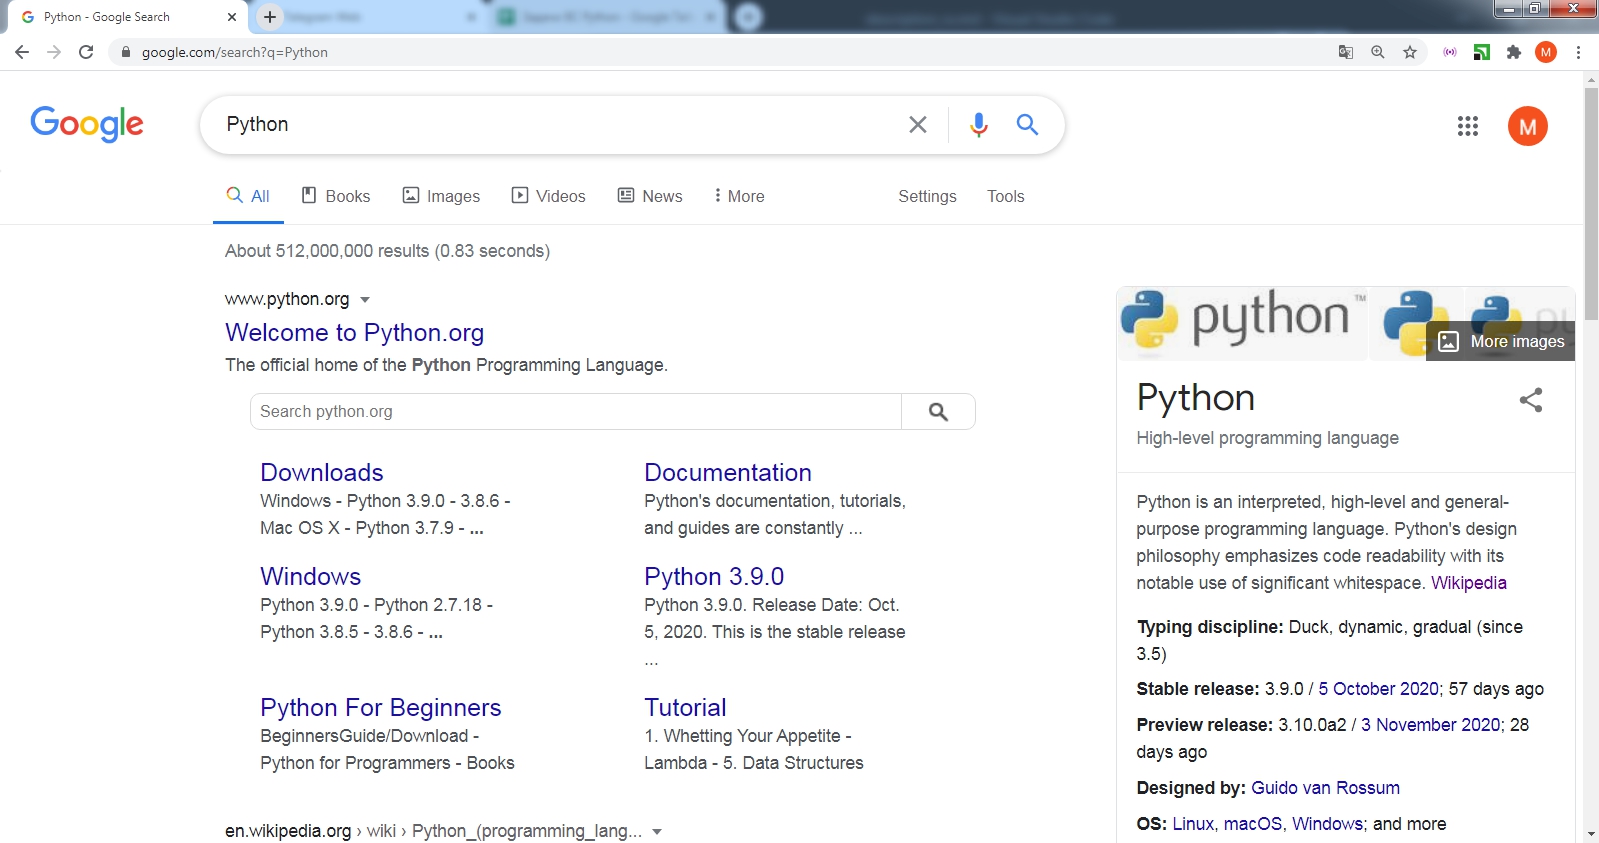 Python - Google Search
google.com/search?q=Python
M
Google
Python
M
All
Books
Images
Videos
News
More
Settings
Tools
About 512,000,000 results (0.83 seconds)
www.python.org
Welcome to Python.org
The official home of the Python Programming Language.
Search python.org
Downloads
Windows - Python 3.9.0 - 3.8.6 -
Mac OS X - Python 3.7.9 - ...
Documentation
Python's documentation, tutorials,
and guides are constantly ...
Windows
Python 3.9.0 - Python 2.7.18 -
Python 3.8.5 - 3.8.6 - ...
Python 3.9.0
Python 3.9.0. Release Date: Oct.
5, 2020. This is the stable release
...
Python For Beginners
BeginnersGuide/Download -
Python for Programmers - Books
Tutorial
1. Whetting Your Appetite -
Lambda - 5. Data Structures
en.wikipedia.org › wiki › Python_(programming_lang...
python™
pu
More images
Python
High-level programming language
Python is an interpreted, high-level and general-
purpose programming language. Python's design
philosophy emphasizes code readability with its
notable use of significant whitespace. Wikipedia
Typing discipline: Duck, dynamic, gradual (since
3.5)
Stable release: 3.9.0 / 5 October 2020; 57 days ago
Preview release: 3.10.0a2 / 3 November 2020; 28
days ago
Designed by: Guido van Rossum
OS: Linux, macOS, Windows; and more